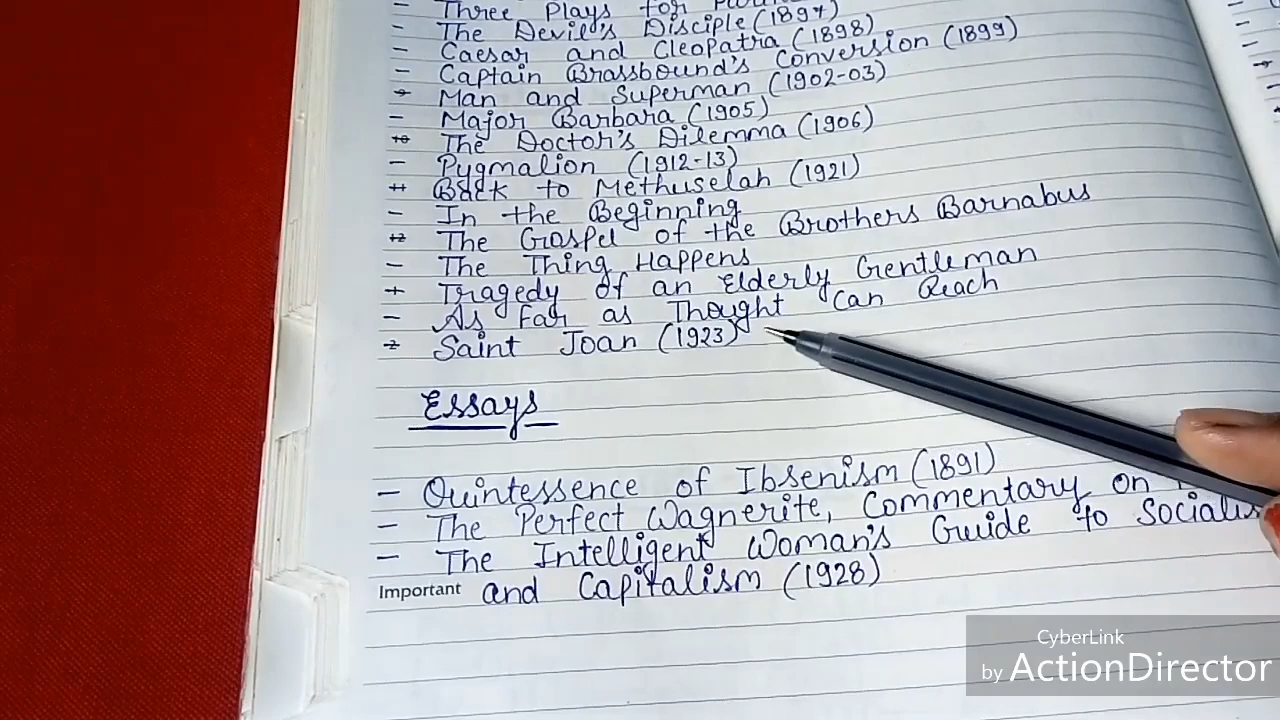 – Three Plays for
– The Devil's Disciple (1897)
– Caesar and Cleopatra (1898)
– Captain Brassbound's Conversion (1899)
– Man and Superman (1902-03)
– Major Barbara (1905)
– The Doctor's Dilemma (1906)
– Pygmalion (1912-13)
– Back to Methuselah (1921)
– In the Beginning
– The Gospel of the Brothers Barnabus
– The Thing Happens
– Tragedy of an Elderly Gentleman
– As Far as Thought Can Reach
– Saint Joan (1923)
Essays
– Quintessence of Ibsenism (1891)
– The Perfect Wagnerite, Commentary on
– The Intelligent Woman's Guide to
Important and Capitalism (1928)
CyberLink
by ActionDirector